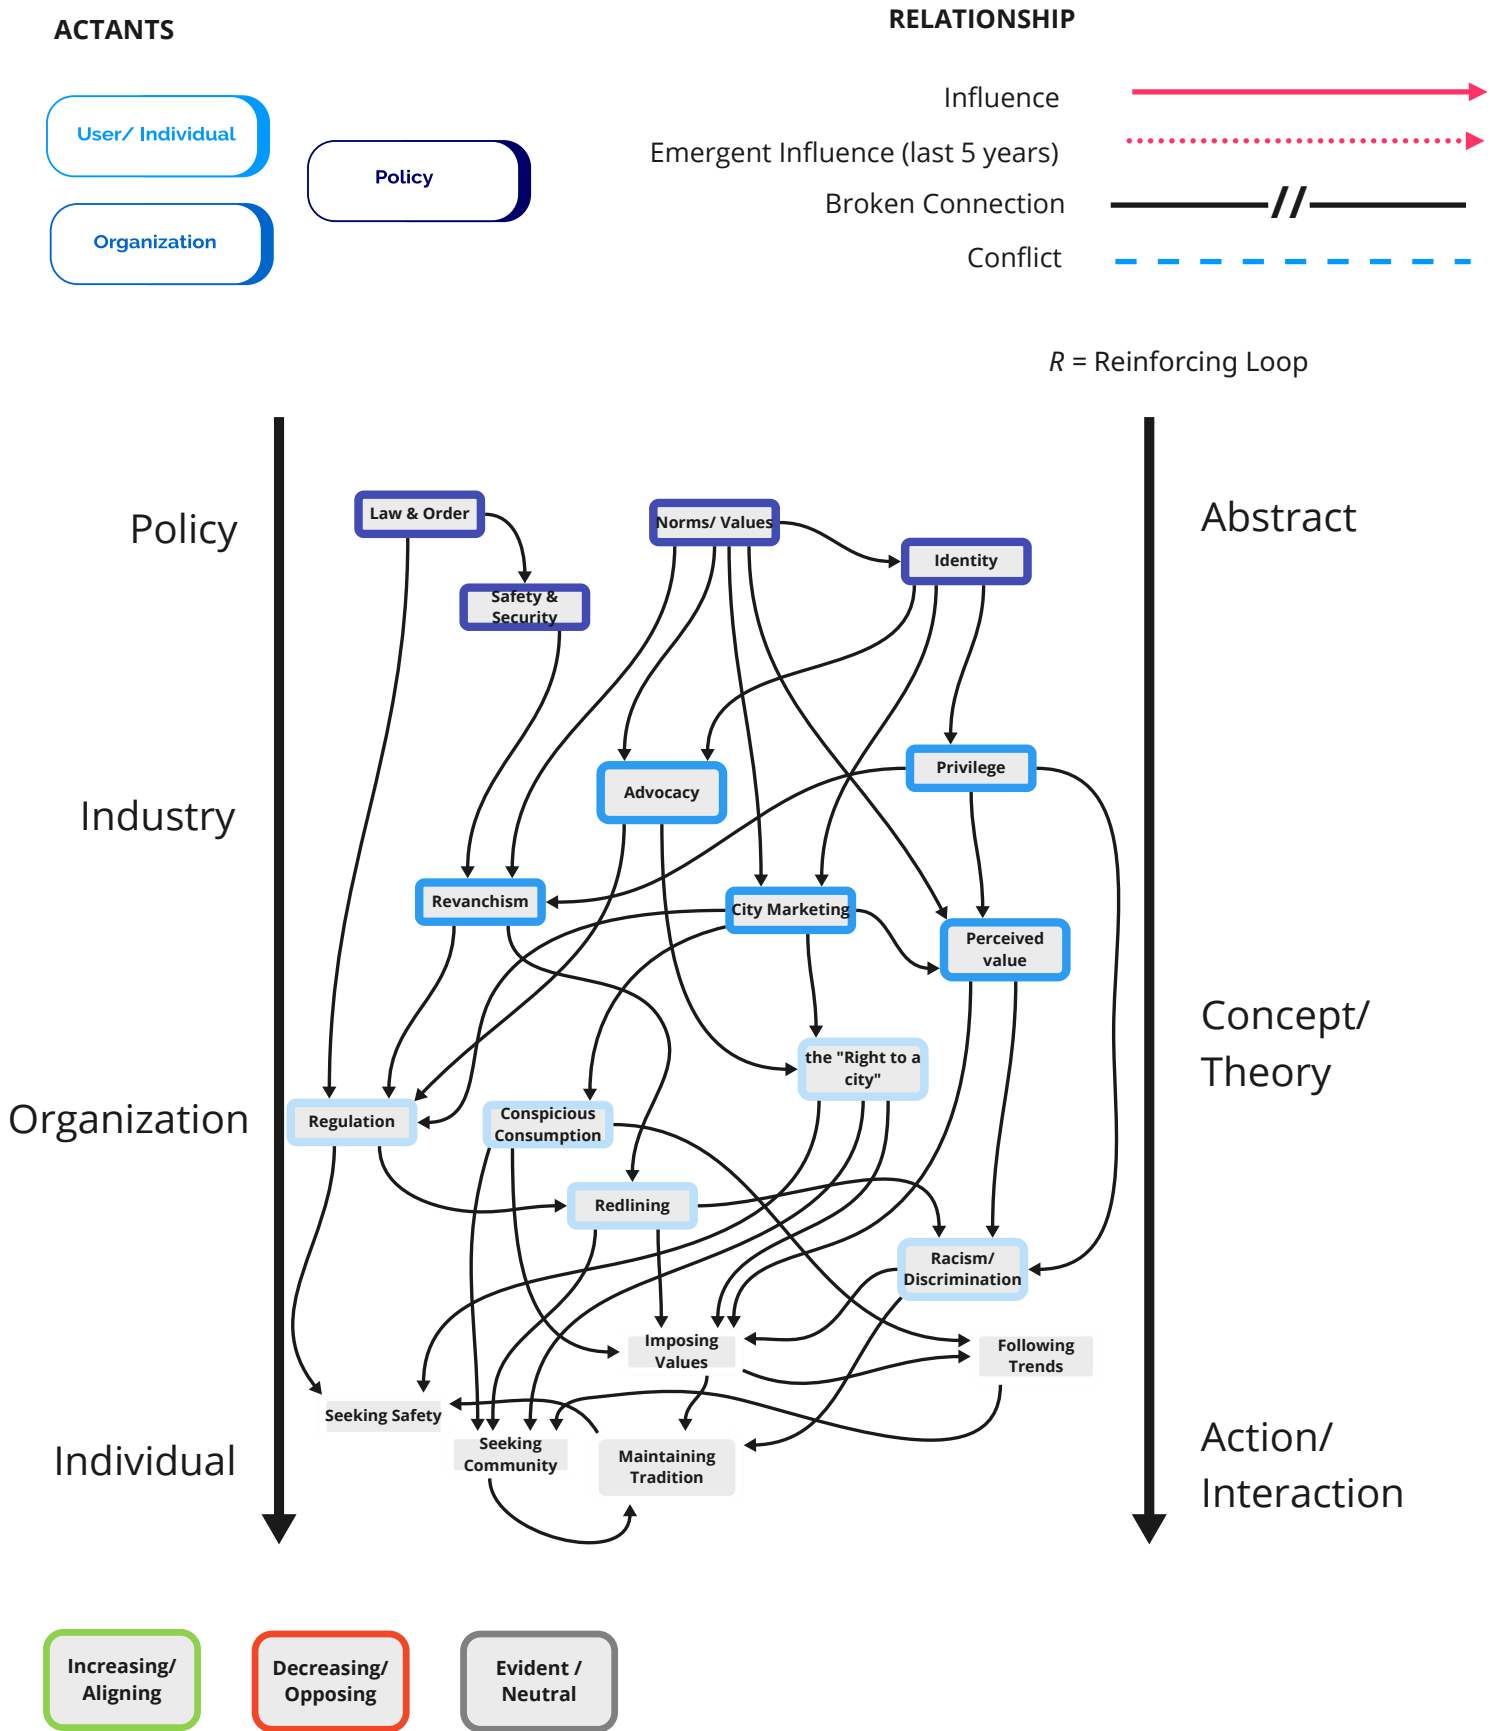 ACTANTS
RELATIONSHIP
User/ Individual
Policy
Organization
Influence
Emergent Influence (last 5 years)
Broken Connection
Conflict
R = Reinforcing Loop
Policy
Abstract
Law & Order
Norms/ Values
Identity
Safety &
Security
Industry
Privilege
Advocacy
Revanchism
City Marketing
Perceived
value
Concept/
Theory
the "Right to a
city"
Organization
Regulation
Conspicious
Consumption
Redlining
Racism/
Discrimination
Imposing
Values
Following
Trends
Seeking Safety
Seeking
Community
Maintaining
Tradition
Individual
Action/
Interaction
Increasing/
Aligning
Decreasing/
Opposing
Evident /
Neutral